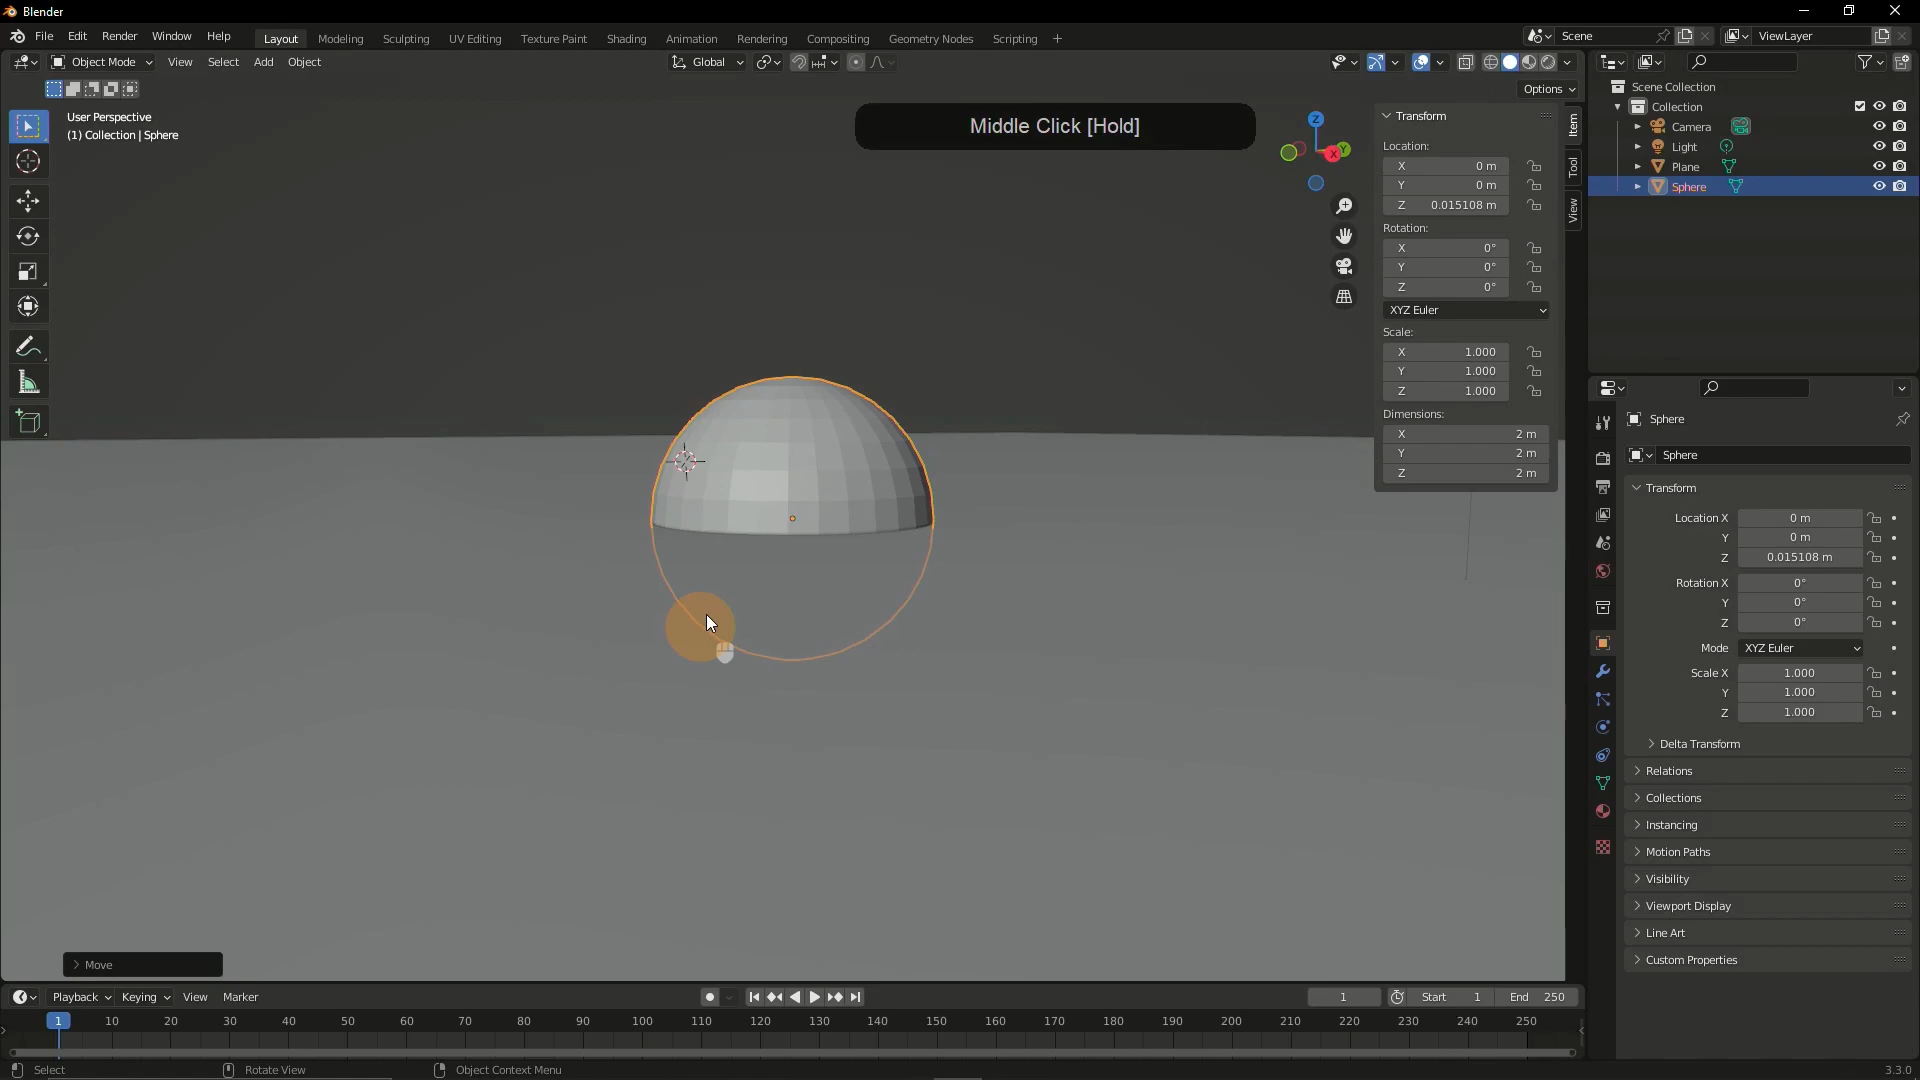 Blender
File Edit Render Window Help Layout Modeling Sculpting UV Editing Texture Paint Shading Animation Rendering Compositing Geometry Nodes Scripting Scene ViewLayer
Object Mode View Select Add Object Global
Options
User Perspective
(1) Collection | Sphere
Middle Click [Hold]
Z
Y
X
Transform
Location:
X 0 m
Y 0 m
Z 0.015108 m
Rotation:
X 0°
Y 0°
Z 0°
XYZ Euler
Scale:
X 1.000
Y 1.000
Z 1.000
Dimensions:
X 2 m
Y 2 m
Z 2 m
Item
Tool
View
Scene Collection
Collection
Camera
Light
Plane
Sphere
Sphere
Sphere
Transform
Location X 0 m
Y 0 m
Z 0.015108 m
Rotation X 0°
Y 0°
Z 0°
Mode XYZ Euler
Scale X 1.000
Y 1.000
Z 1.000
Delta Transform
Relations
Collections
Instancing
Motion Paths
Visibility
Viewport Display
Line Art
Custom Properties
Move
Playback Keying View Marker 1 Start 1 End 250
1 10 20 30 40 50 60 70 80 90 100 110 120 130 140 150 160 170 180 190 200 210 220 230 240 250
Select Rotate View Object Context Menu 3.3.0